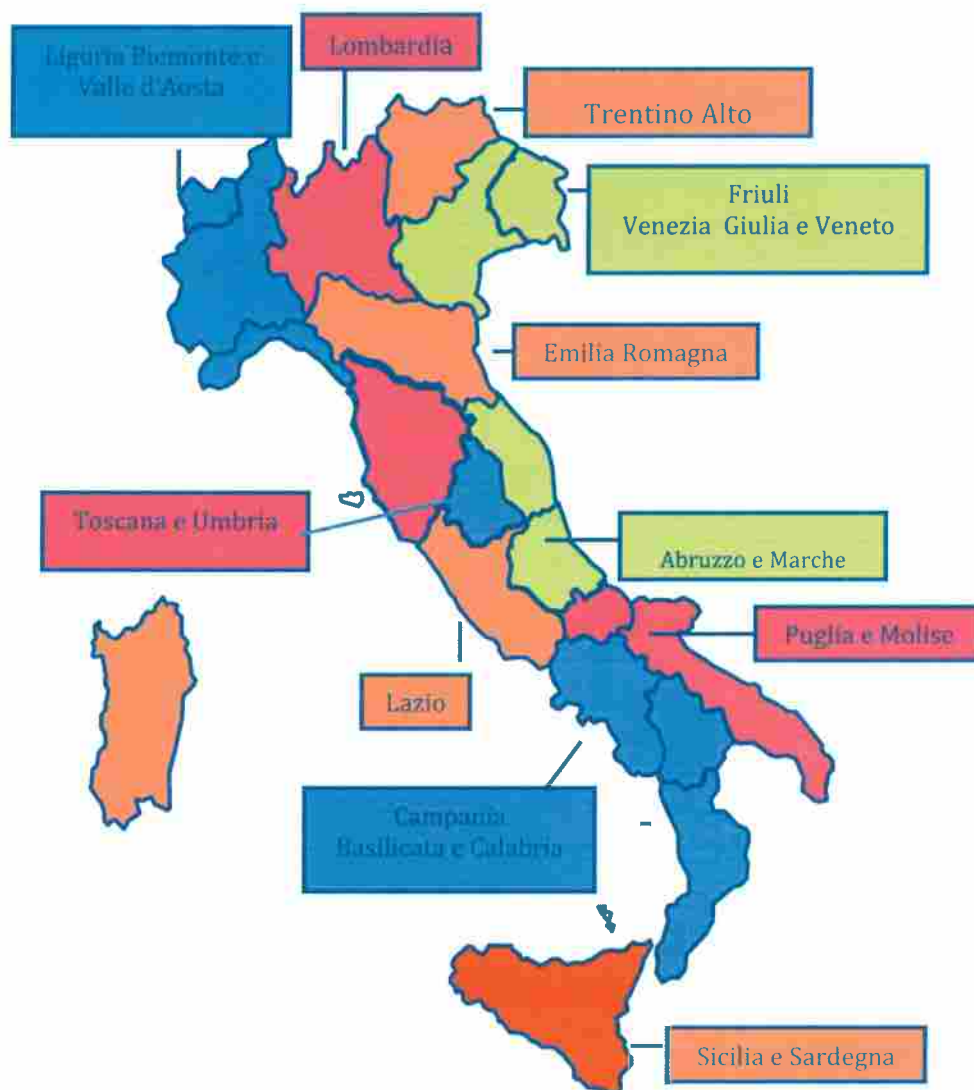 Liguria Piemonte e
Valle d'Aosta
Lombardia
Trentino Alto
Friuli
Venezia Giulia e Veneto
Emilia Romagna
Toscana e Umbria
Abruzzo e Marche
Puglia e Molise
Lazio
Campania
Basilicata e Calabria
Sicilia e Sardegna